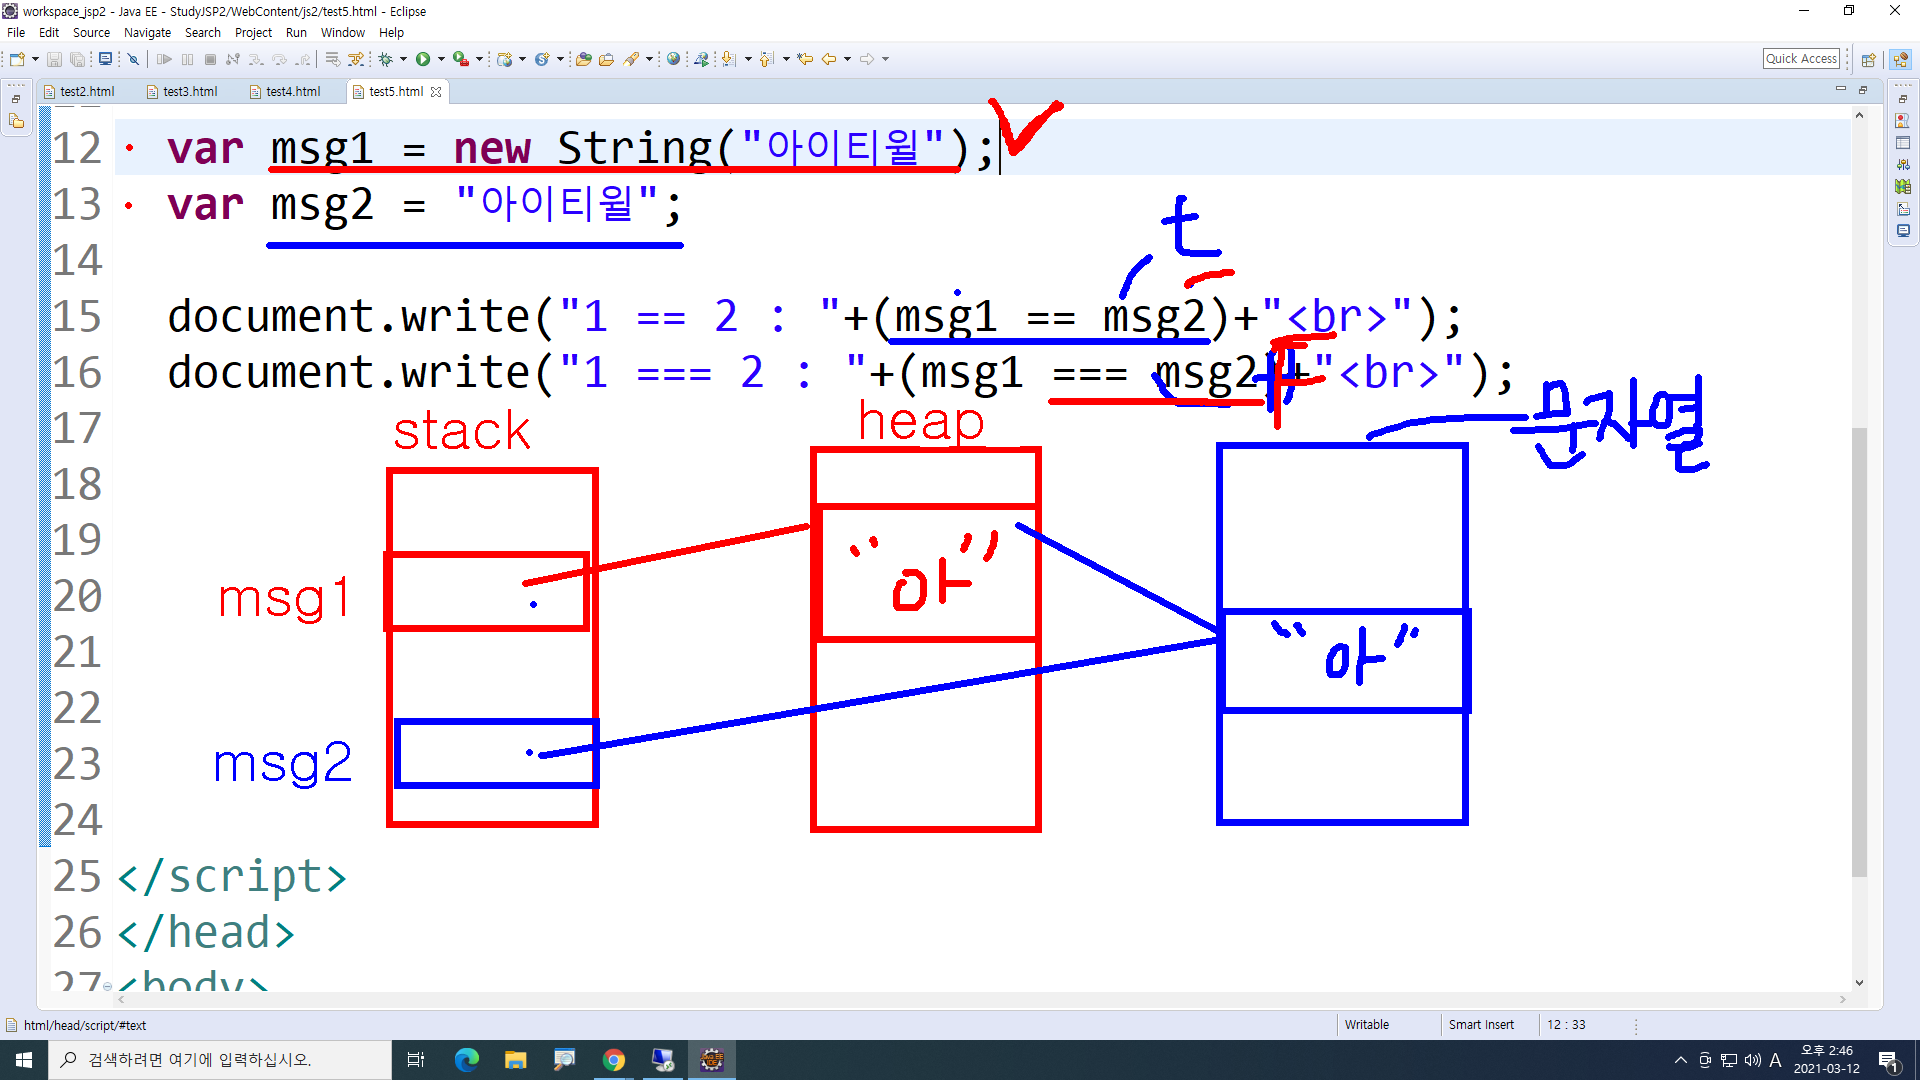 workspace_jsp2 - Java EE - StudyJSP2/WebContent/js2/test5.html - Eclipse
File Edit Source Navigate Search Project Run Window Help
Quick Access
test2.html test3.html test4.html test5.html
12 var msg1 = new String("아이티윌");
13 var msg2 = "아이티윌";
t
14
15 document.write("1 == 2 : "+(msg1 == msg2)+"<br>");
16 document.write("1 === 2 : "+(msg1 === msg2)+"<br>");
F
17 stack heap 문자열
18
19
20 msg1 "아"
21 "아"
22
23 msg2
24
25 </script>
26 </head>
27 <body>
html/head/script/#text Writable Smart Insert 12 : 33
검색하려면 여기에 입력하십시오. A 오후 2:46
2021-03-12 1